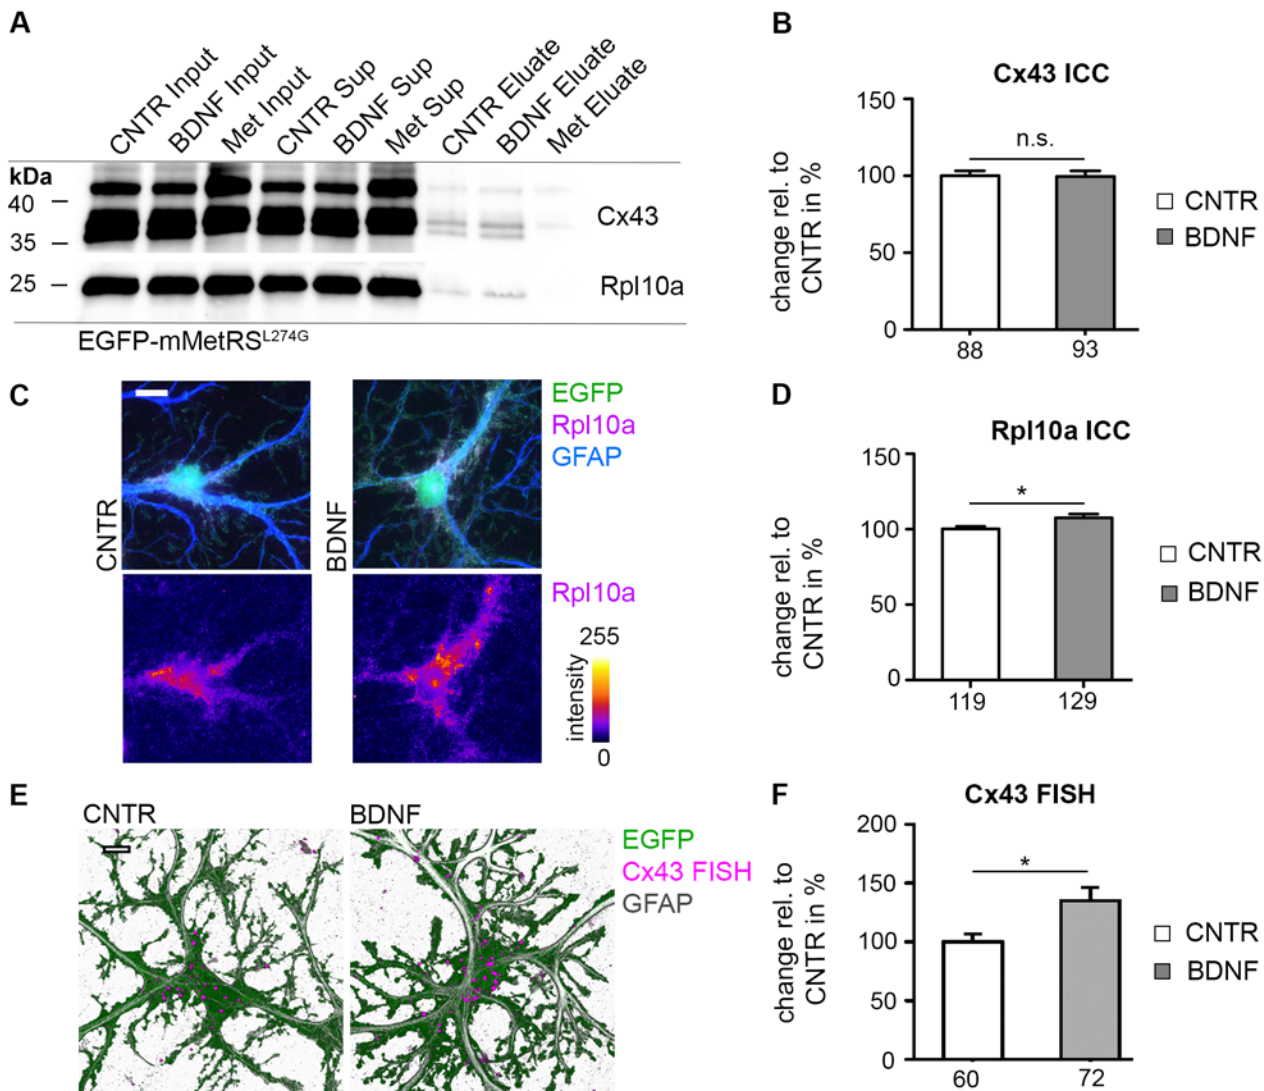 A
CNTR Input
BDNF Input
Met Input
CNTR Sup
BDNF Sup
Met Sup
CNTR Eluate
BDNF Eluate
Met Eluate
kDa
40
35
25
Cx43
Rpl10a
EGFP-mMetRS^L274G
B
Cx43 ICC
change rel. to
CNTR in %
150
100
50
0
n.s.
88
93
CNTR
BDNF
C
CNTR
BDNF
EGFP
Rpl10a
GFAP
Rpl10a
255
intensity
0
D
Rpl10a ICC
change rel. to
CNTR in %
150
100
50
0
*
119
129
CNTR
BDNF
E
CNTR
BDNF
EGFP
Cx43 FISH
GFAP
F
Cx43 FISH
change rel. to
CNTR in %
200
150
100
50
0
*
60
72
CNTR
BDNF